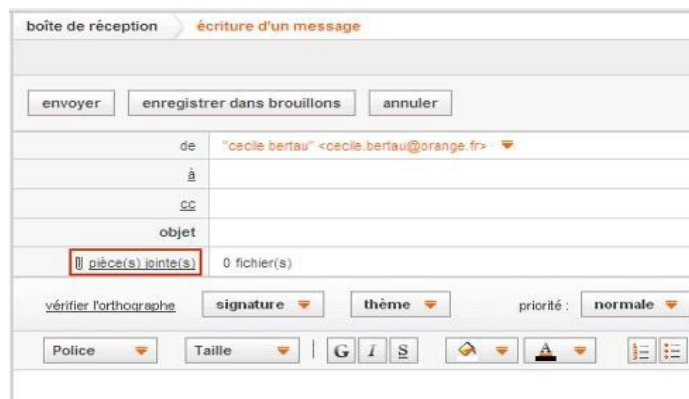 boîte de réception écriture d'un message
envoyer enregistrer dans brouillons annuler
de "cecile bertau" <cecile.bertau@orange.fr>
à
cc
objet
pièce(s) jointe(s) 0 fichier(s)
vérifier l'orthographe signature thème priorité : normale
Police Taille G I S A